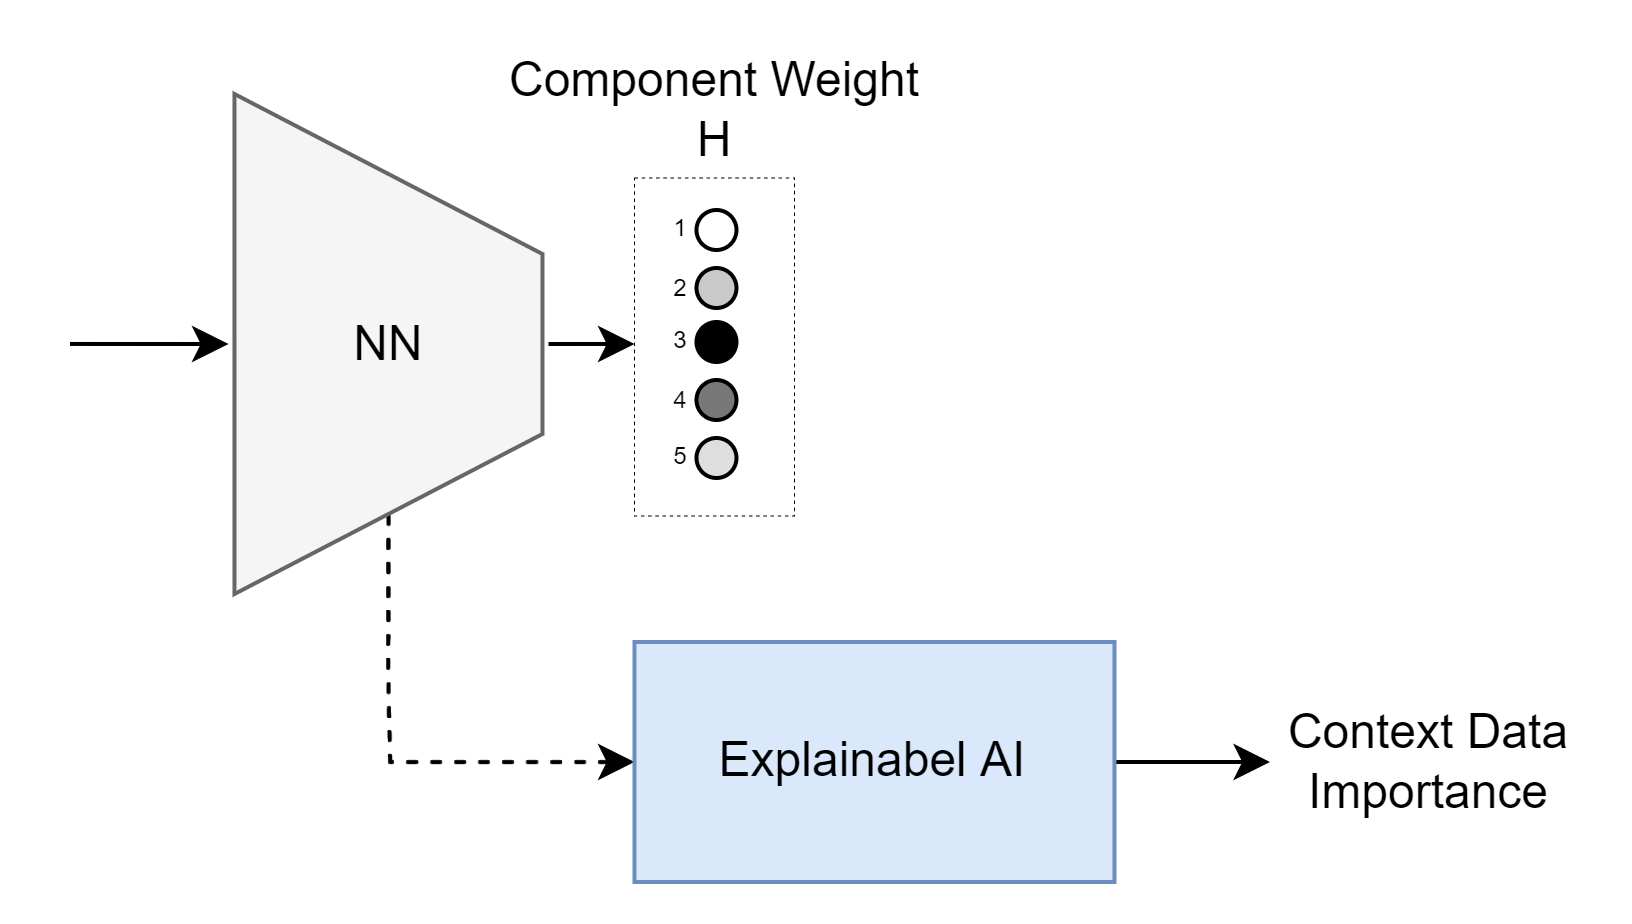 Component Weight
H
1
2
3
4
5
NN
Explainabel AI
Context Data
Importance